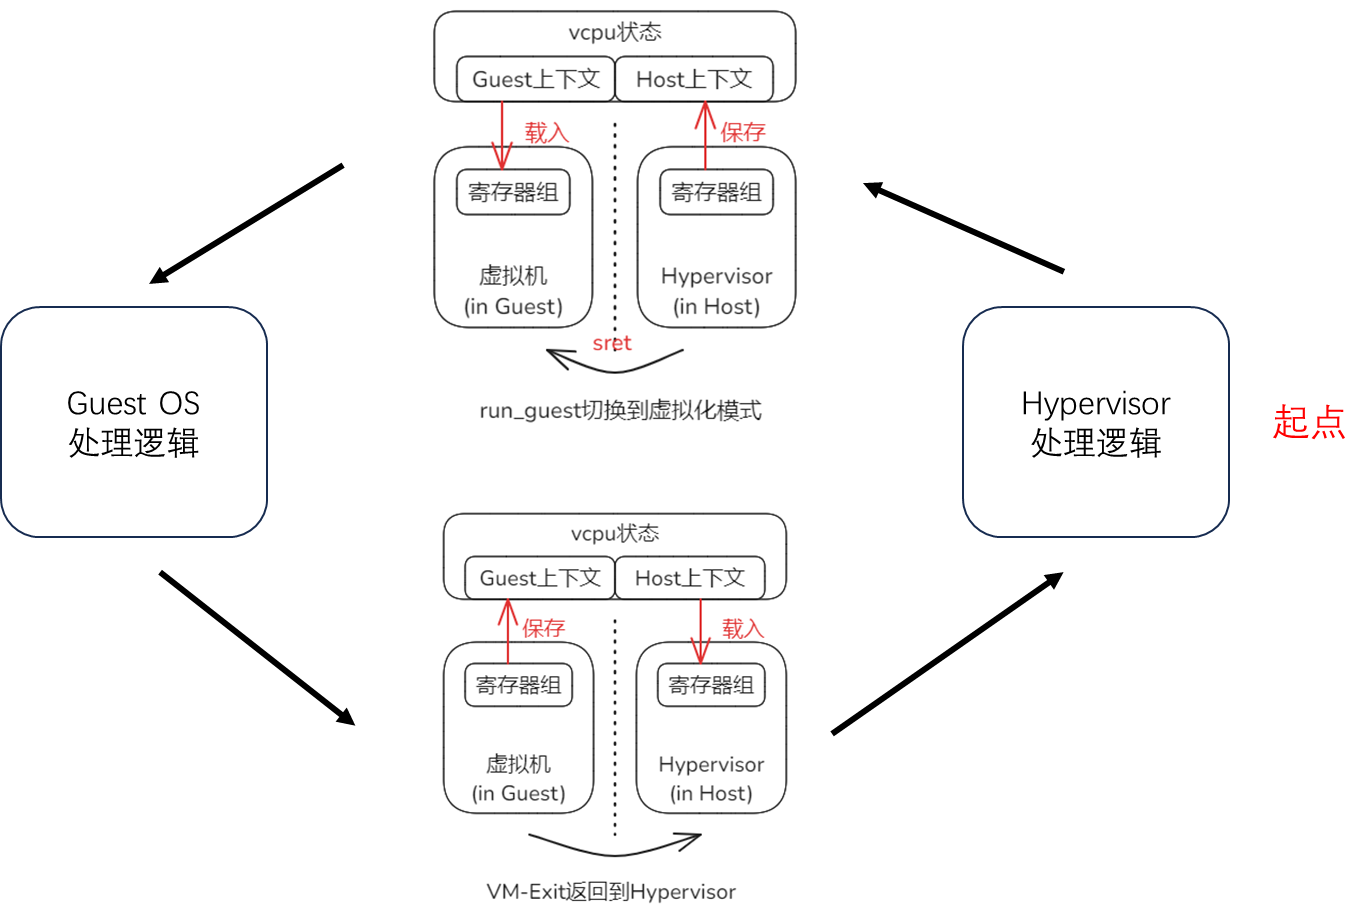 vcpu状态
Guest上下文
Host上下文
载入
保存
寄存器组
寄存器组
虚拟机
(in Guest)
Hypervisor
(in Host)
sret
run_guest切换到虚拟化模式
Guest OS
处理逻辑
Hypervisor
处理逻辑
起点
vcpu状态
Guest上下文
Host上下文
保存
载入
寄存器组
寄存器组
虚拟机
(in Guest)
Hypervisor
(in Host)
VM-Exit返回到Hypervisor